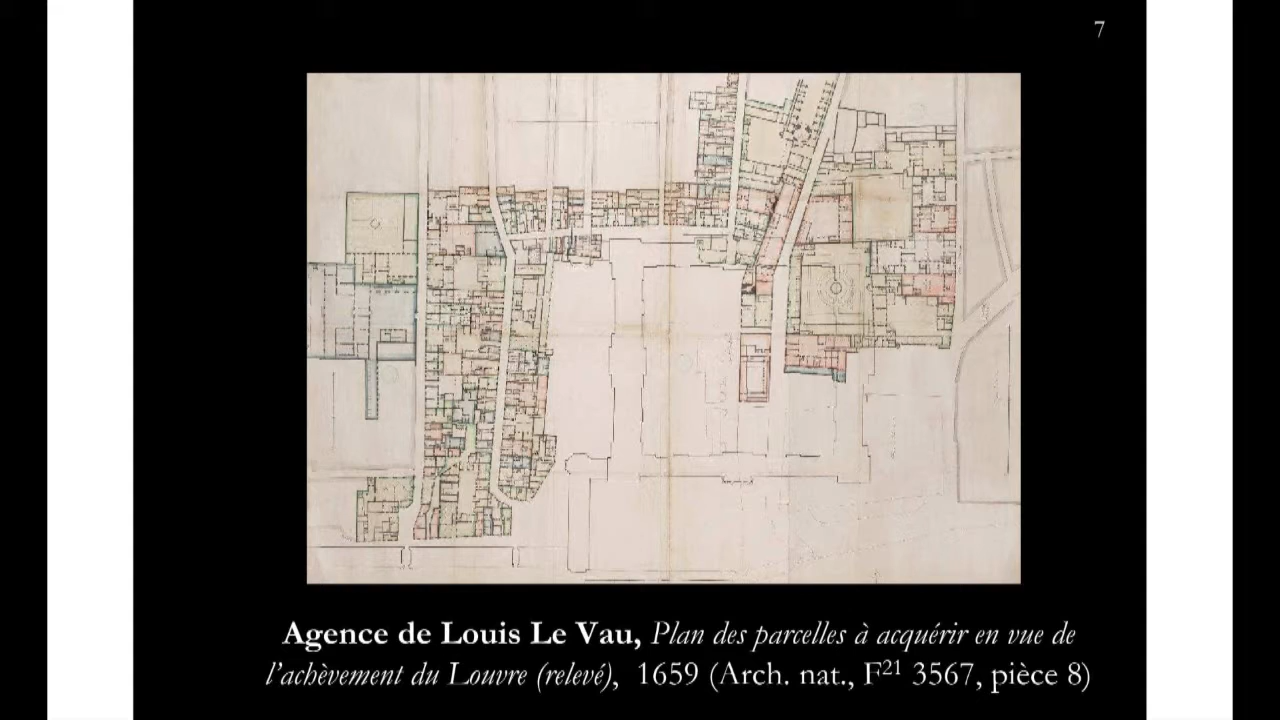 7
Agence de Louis Le Vau, Plan des parcelles à acquérir en vue de
l'achèvement du Louvre (relevé), 1659 (Arch. nat., F²¹ 3567, pièce 8)